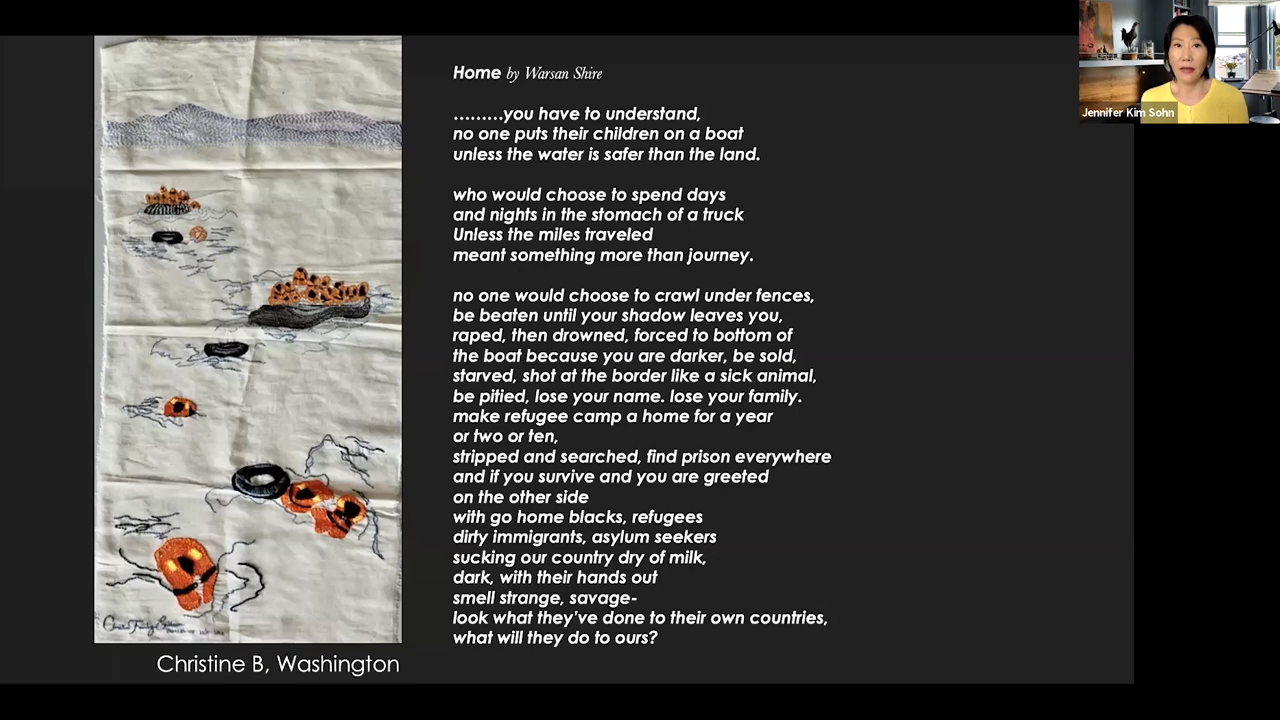 Home by Warsan Shire
………you have to understand,
no one puts their children on a boat
unless the water is safer than the land.
who would choose to spend days
and nights in the stomach of a truck
Unless the miles traveled
meant something more than journey.
no one would choose to crawl under fences,
be beaten until your shadow leaves you,
raped, then drowned, forced to bottom of
the boat because you are darker, be sold,
starved, shot at the border like a sick animal,
be pitied, lose your name. lose your family.
make refugee camp a home for a year
or two or ten,
stripped and searched, find prison everywhere
and if you survive and you are greeted
on the other side
with go home blacks, refugees
dirty immigrants, asylum seekers
sucking our country dry of milk,
dark, with their hands out
smell strange, savage-
look what they've done to their own countries,
what will they do to ours?
Christine B, Washington
Jennifer Kim Sohn